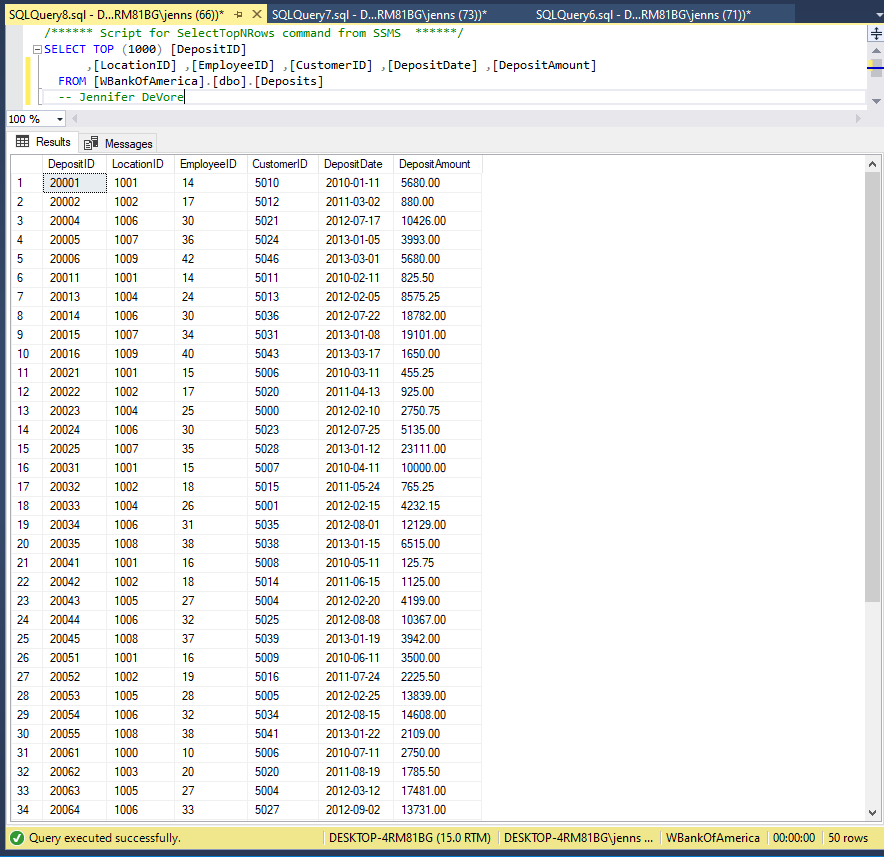 SQLQuery8.sql - D...RM81BG\jenns (66))* SQLQuery7.sql - D...RM81BG\jenns (73))* SQLQuery6.sql - D...RM81BG\jenns (71))*
/****** Script for SelectTopNRows command from SSMS ******/
SELECT TOP (1000) [DepositID]
,[LocationID] ,[EmployeeID] ,[CustomerID] ,[DepositDate] ,[DepositAmount]
FROM [WBankOfAmerica].[dbo].[Deposits]
-- Jennifer DeVore
100 %
Results Messages
DepositID LocationID EmployeeID CustomerID DepositDate DepositAmount
1 20001 1001 14 5010 2010-01-11 5680.00
2 20002 1002 17 5012 2011-03-02 880.00
3 20004 1006 30 5021 2012-07-17 10426.00
4 20005 1007 36 5024 2013-01-05 3993.00
5 20006 1009 42 5046 2013-03-01 5680.00
6 20011 1001 14 5011 2010-02-11 825.50
7 20013 1004 24 5013 2012-02-05 8575.25
8 20014 1006 30 5036 2012-07-22 18782.00
9 20015 1007 34 5031 2013-01-08 19101.00
10 20016 1009 40 5043 2013-03-17 1650.00
11 20021 1001 15 5006 2010-03-11 455.25
12 20022 1002 17 5020 2011-04-13 925.00
13 20023 1004 25 5000 2012-02-10 2750.75
14 20024 1006 30 5023 2012-07-25 5135.00
15 20025 1007 35 5028 2013-01-12 23111.00
16 20031 1001 15 5007 2010-04-11 10000.00
17 20032 1002 18 5015 2011-05-24 765.25
18 20033 1004 26 5001 2012-02-15 4232.15
19 20034 1006 31 5035 2012-08-01 12129.00
20 20035 1008 38 5038 2013-01-15 6515.00
21 20041 1001 16 5008 2010-05-11 125.75
22 20042 1002 18 5014 2011-06-15 1125.00
23 20043 1005 27 5004 2012-02-20 4199.00
24 20044 1006 32 5025 2012-08-08 10367.00
25 20045 1008 37 5039 2013-01-19 3942.00
26 20051 1001 16 5009 2010-06-11 3500.00
27 20052 1002 19 5016 2011-07-24 2225.50
28 20053 1005 28 5005 2012-02-25 13839.00
29 20054 1006 32 5034 2012-08-15 14608.00
30 20055 1008 38 5041 2013-01-22 2109.00
31 20061 1000 10 5006 2010-07-11 2750.00
32 20062 1003 20 5020 2011-08-19 1785.50
33 20063 1005 27 5004 2012-03-12 17481.00
34 20064 1006 33 5027 2012-09-02 13731.00
Query executed successfully. DESKTOP-4RM81BG (15.0 RTM) DESKTOP-4RM81BG\jenns ... WBankOfAmerica 00:00:00 50 rows